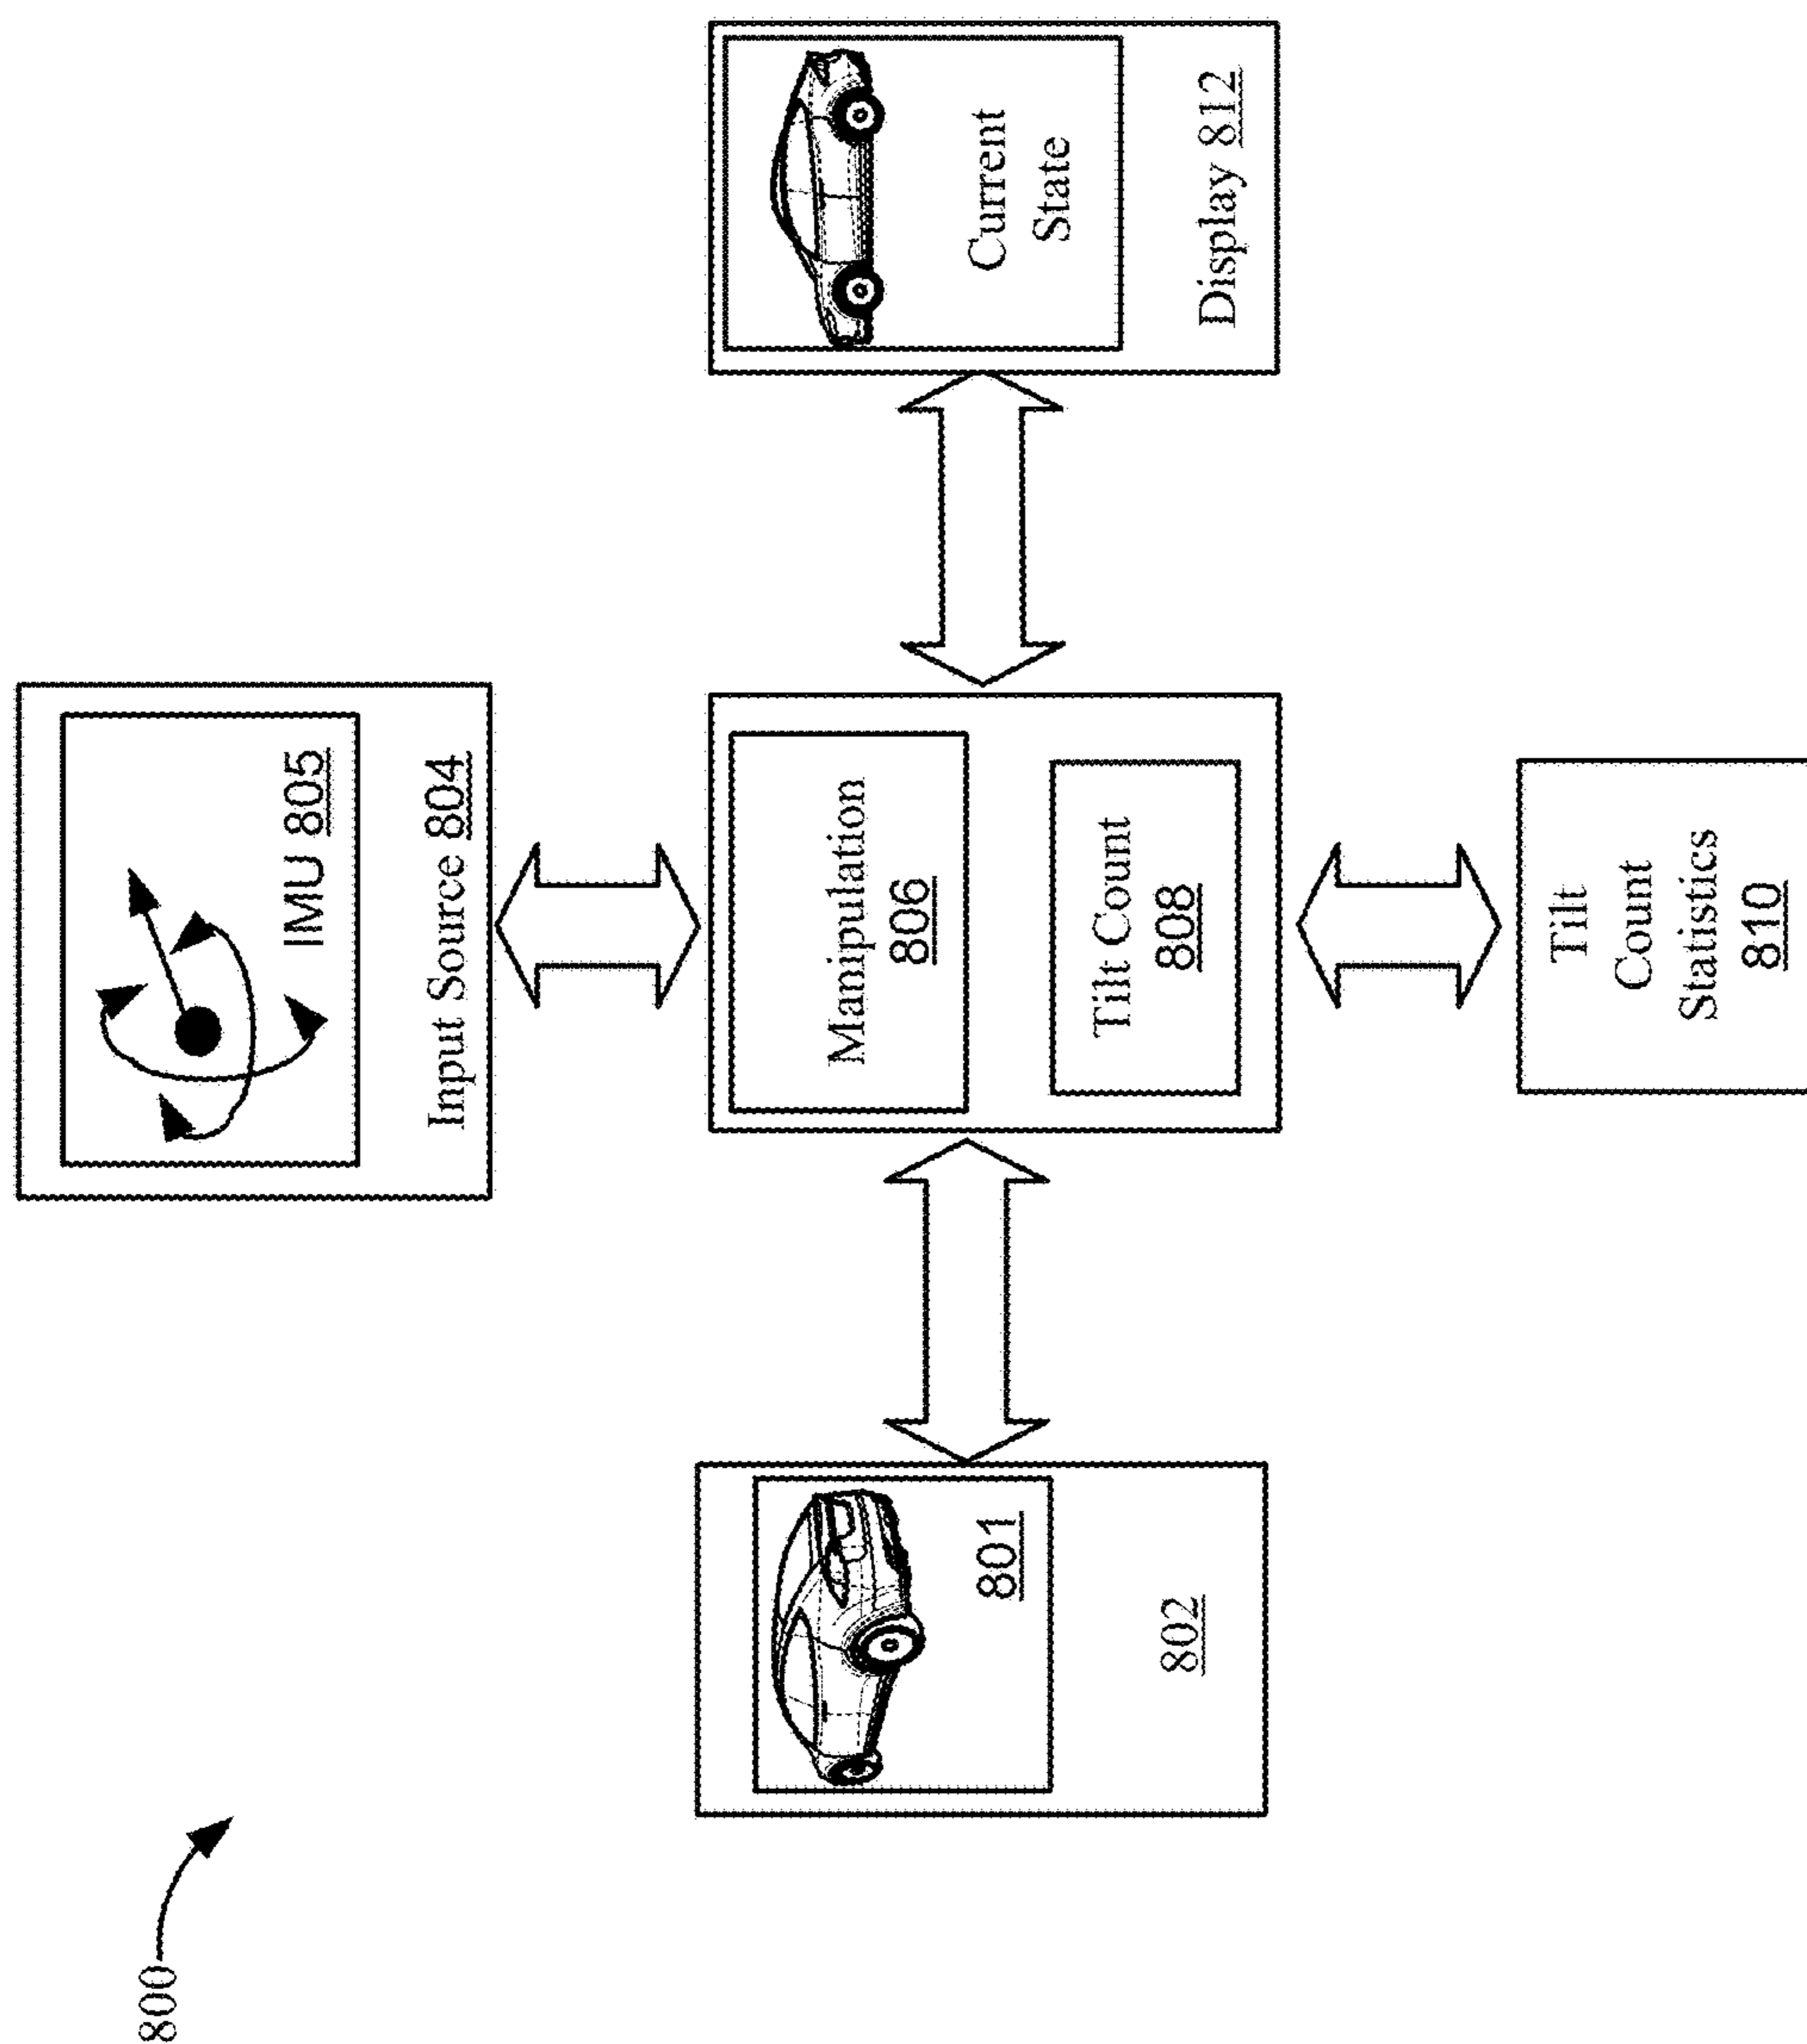 800
IMU 805
Input Source 804
801
802
Manipulation
806
Tilt Count
808
Current
State
Display 812
Tilt
Count
Statistics
810